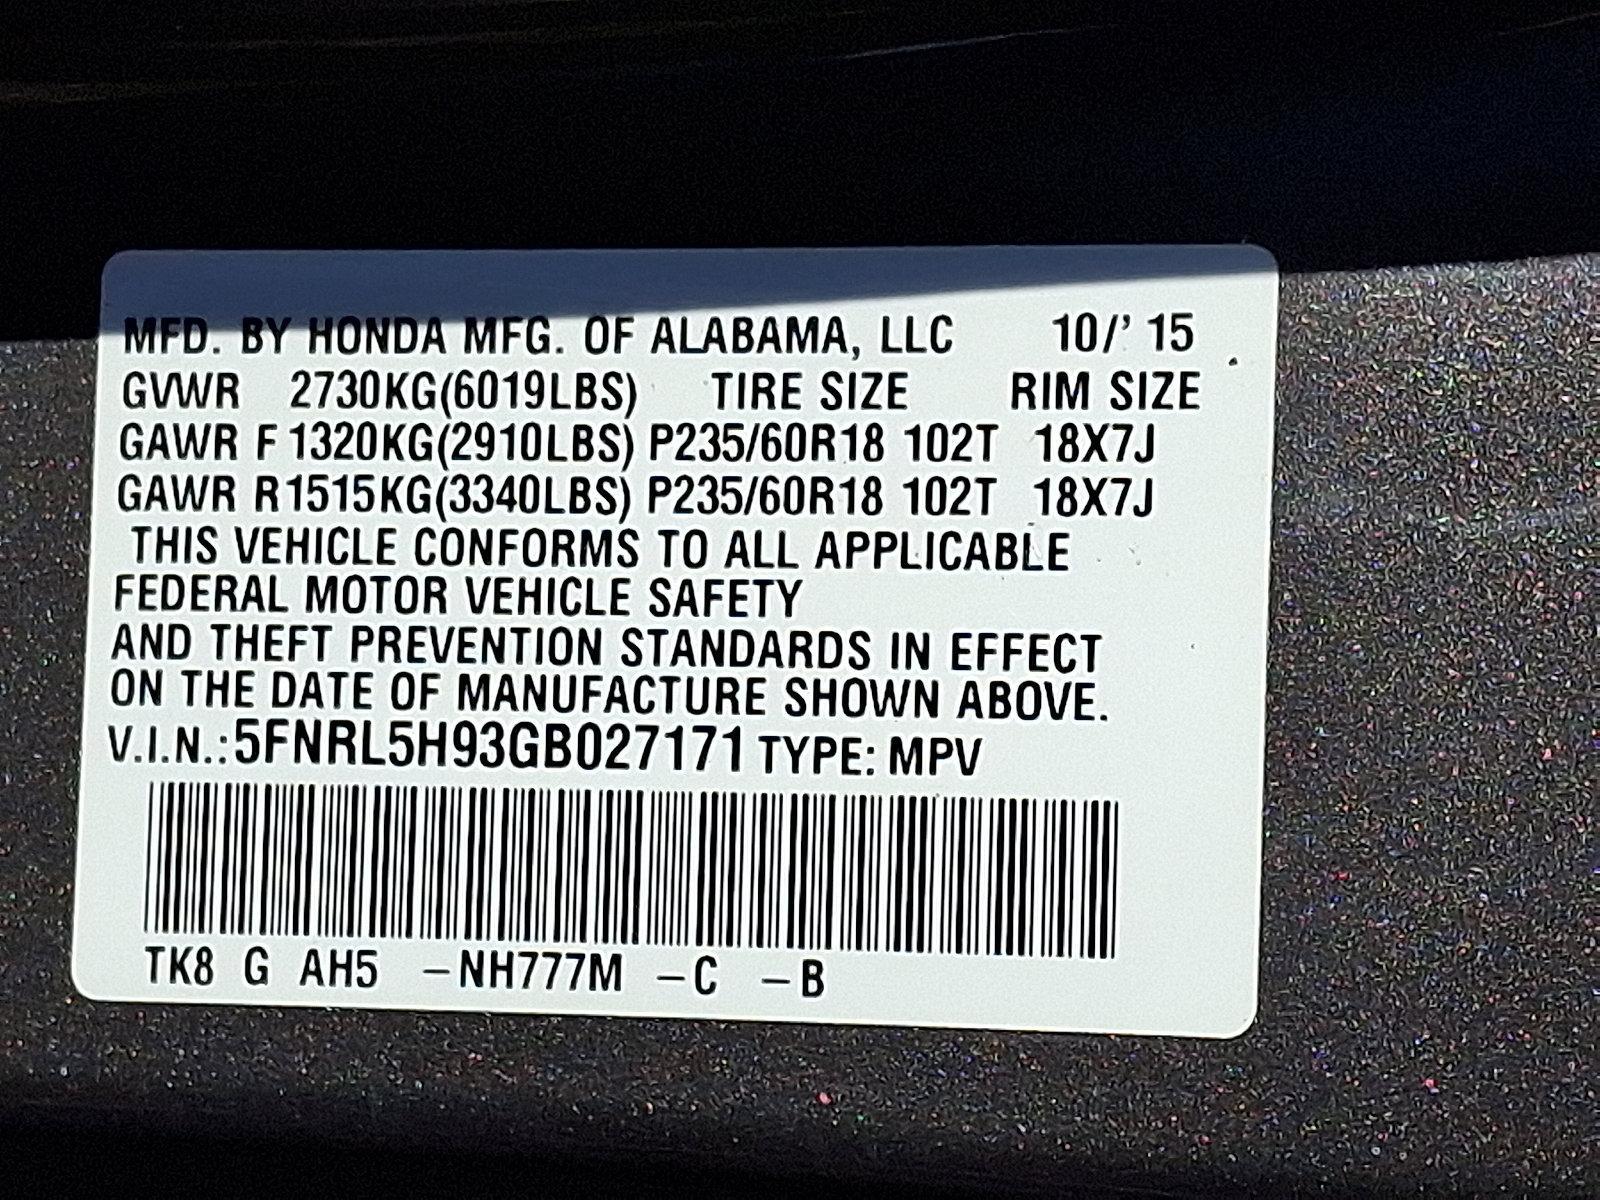 MFD. BY HONDA MFG. OF ALABAMA, LLC 10/' 15
GVWR 2730KG(6019LBS) TIRE SIZE RIM SIZE
GAWR F 1320KG(2910LBS) P235/60R18 102T 18X7J
GAWR R1515KG(3340LBS) P235/60R18 102T 18X7J
THIS VEHICLE CONFORMS TO ALL APPLICABLE
FEDERAL MOTOR VEHICLE SAFETY
AND THEFT PREVENTION STANDARDS IN EFFECT
ON THE DATE OF MANUFACTURE SHOWN ABOVE.
V.I.N.:5FNRL5H93GB027171 TYPE: MPV
TK8 G AH5 –NH777M –C –B